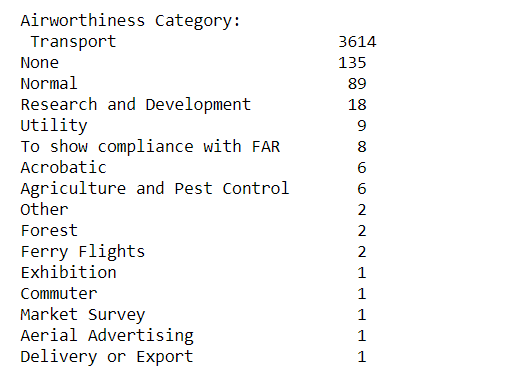 Airworthiness Category:
Transport 3614
None 135
Normal 89
Research and Development 18
Utility 9
To show compliance with FAR 8
Acrobatic 6
Agriculture and Pest Control 6
Other 2
Forest 2
Ferry Flights 2
Exhibition 1
Commuter 1
Market Survey 1
Aerial Advertising 1
Delivery or Export 1